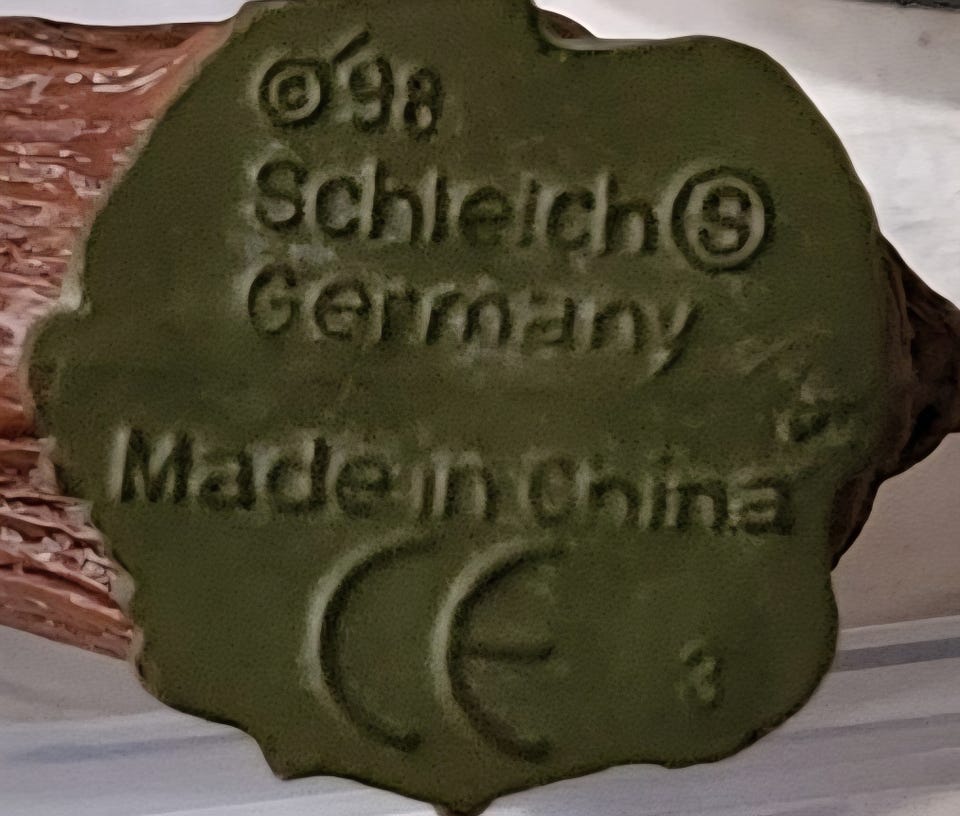 © '98
Schleich Ⓢ
Germany
Made in China
CE
3